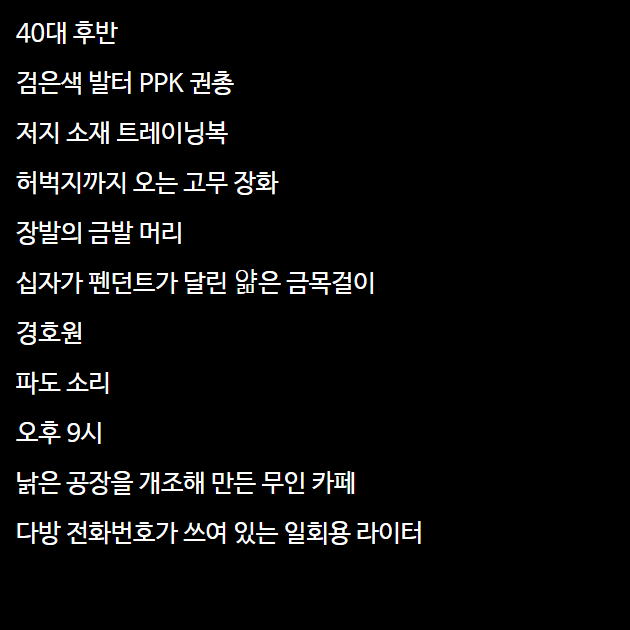 40대 후반
검은색 발터 PPK 권총
저지 소재 트레이닝복
허벅지까지 오는 고무 장화
장발의 금발 머리
십자가 펜던트가 달린 얇은 금목걸이
경호원
파도 소리
오후 9시
낡은 공장을 개조해 만든 무인 카페
다방 전화번호가 쓰여 있는 일회용 라이터